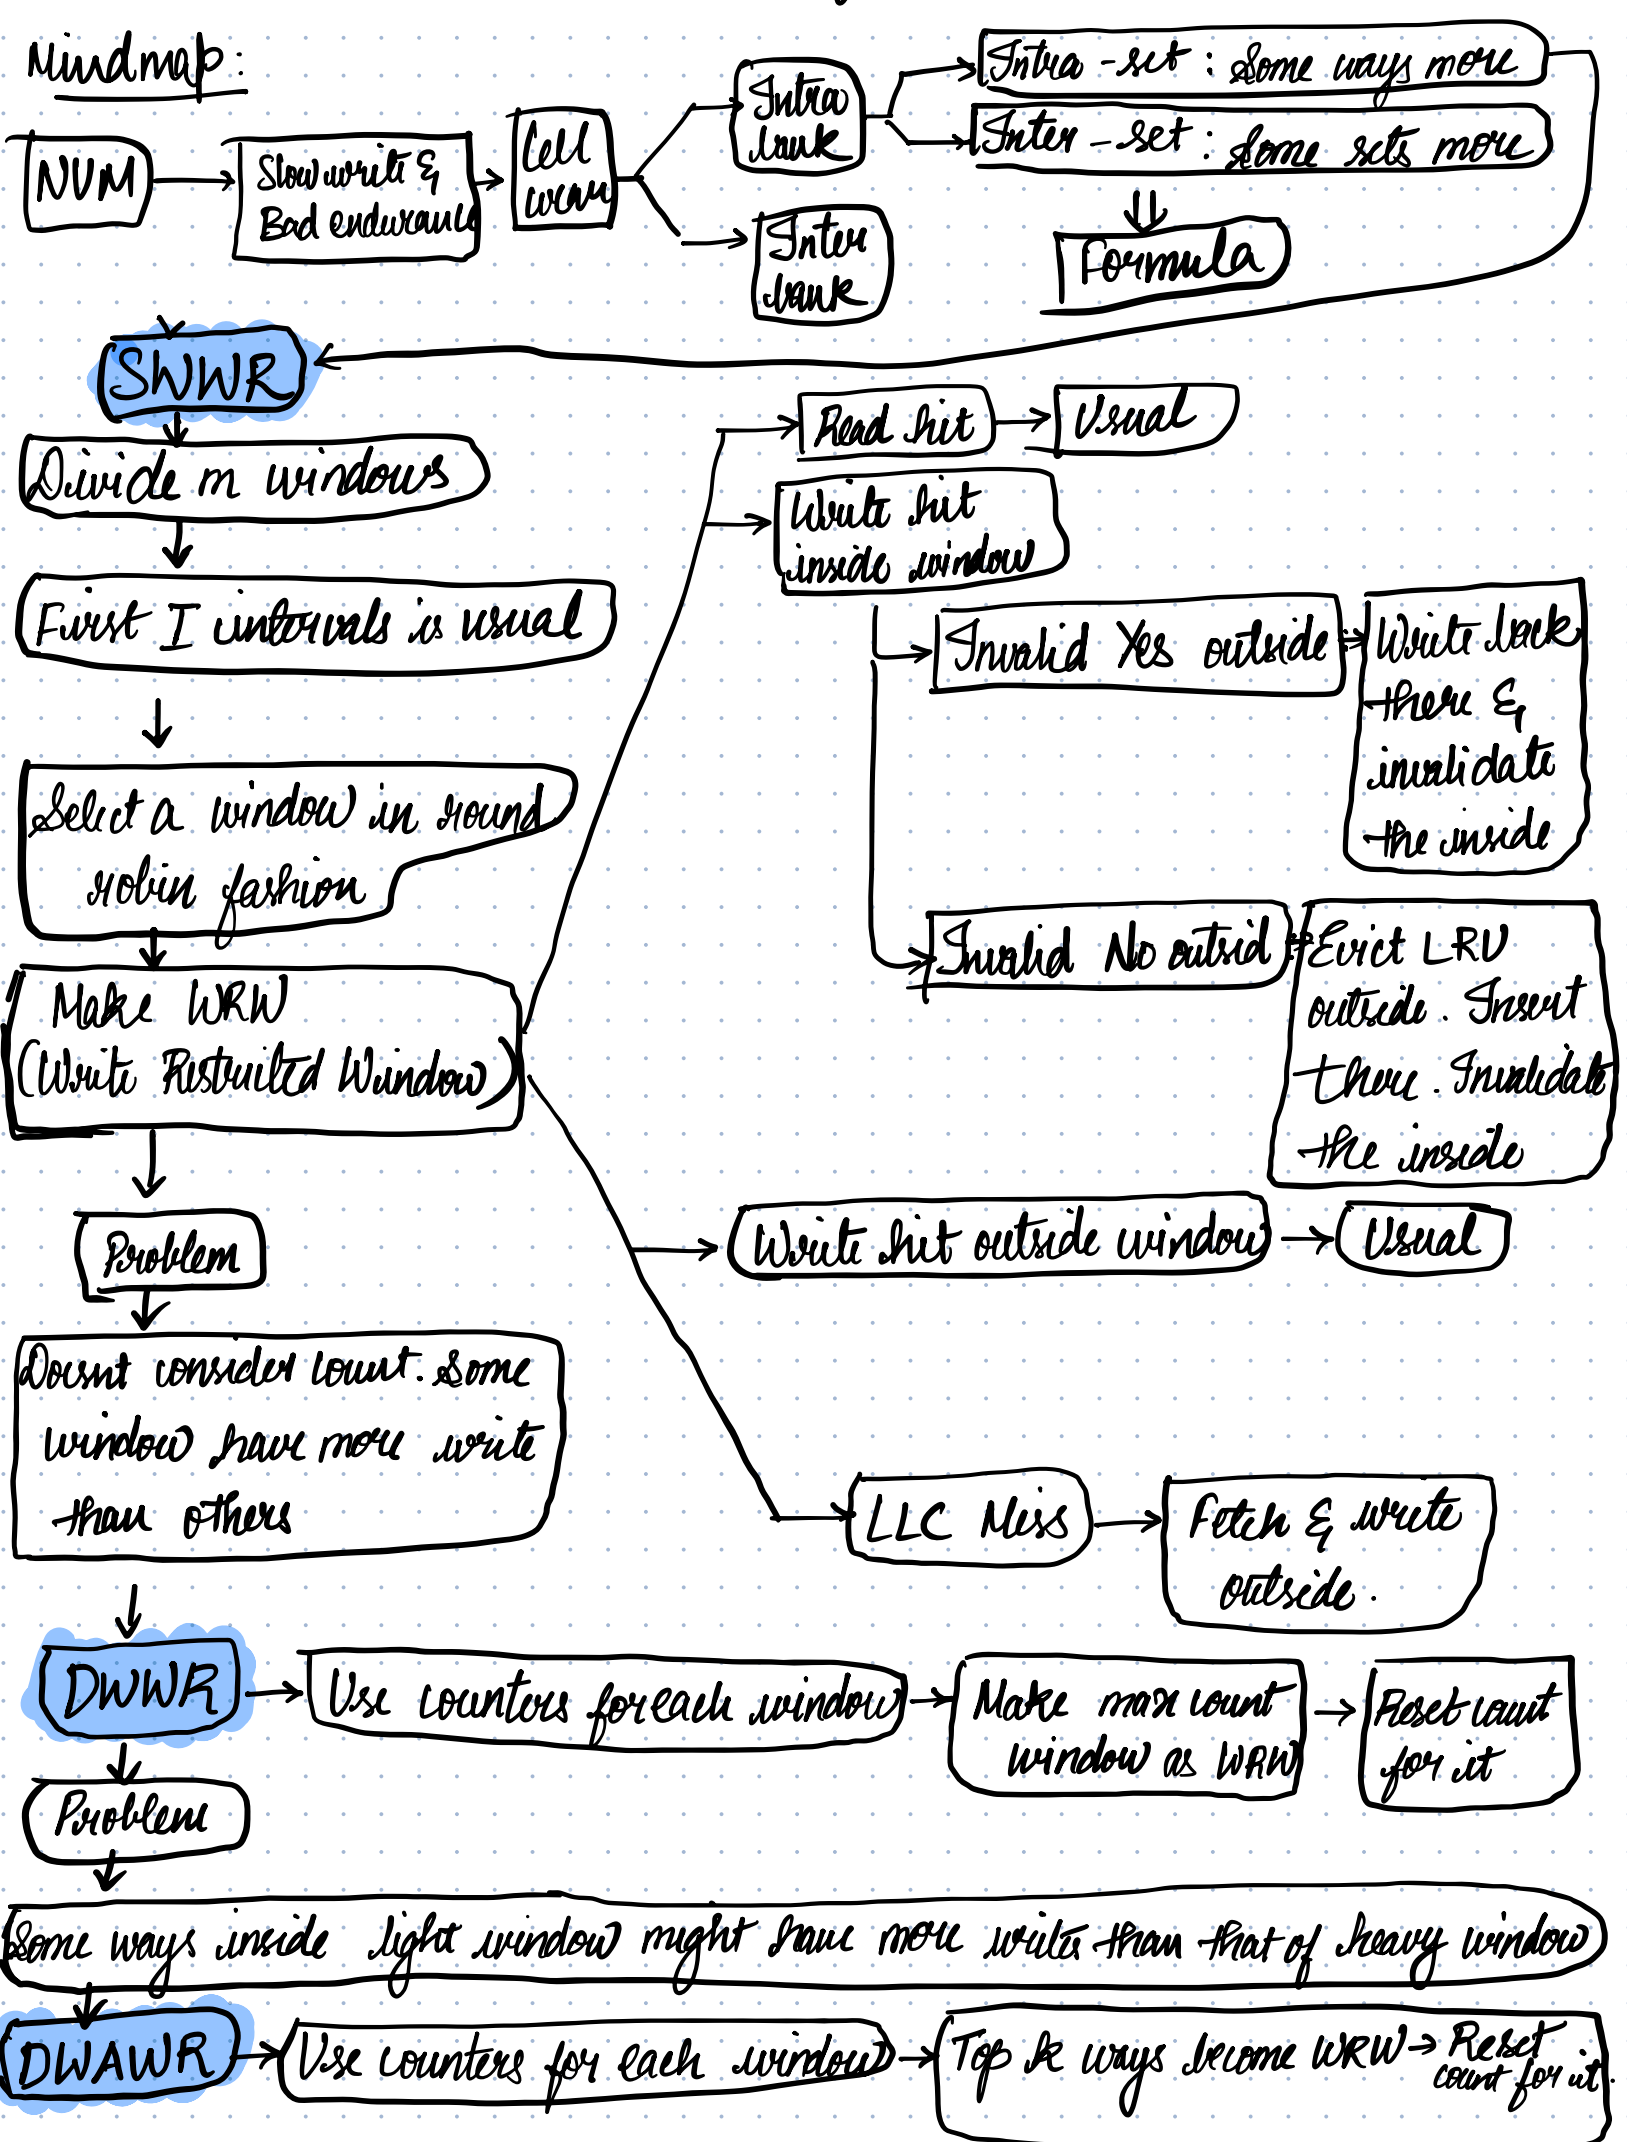 Mindmap:
NVM
Slow write &
Bad endurance
Cell
wear
Intra
bank
Inter
bank
Intra-set : Some ways more
Inter-set : Some sets more
Formula
SWWR
Divide m windows
First I intervals is usual
Select a window in round
robin fashion
Make WRW
(Write Restricted Window)
Read hit
Usual
Write hit
inside window
Invalid Yes outside
Write back
there &
invalidate
the inside
Invalid No outsid
Evict LRU
outside. Insert
there. Invalidate
the inside
Write hit outside window
Usual
LLC Miss
Fetch & write
outside.
Problem
Doesnt consider count. Some
window have more write
than others
DWWR
Use counters for each window
Make max count
window as WRW
Reset count
for it
Problem
Some ways inside light window might have more writes than that of heavy window
DWAWR
Use counters for each window
Top k ways become WRW → Reset
count for it.